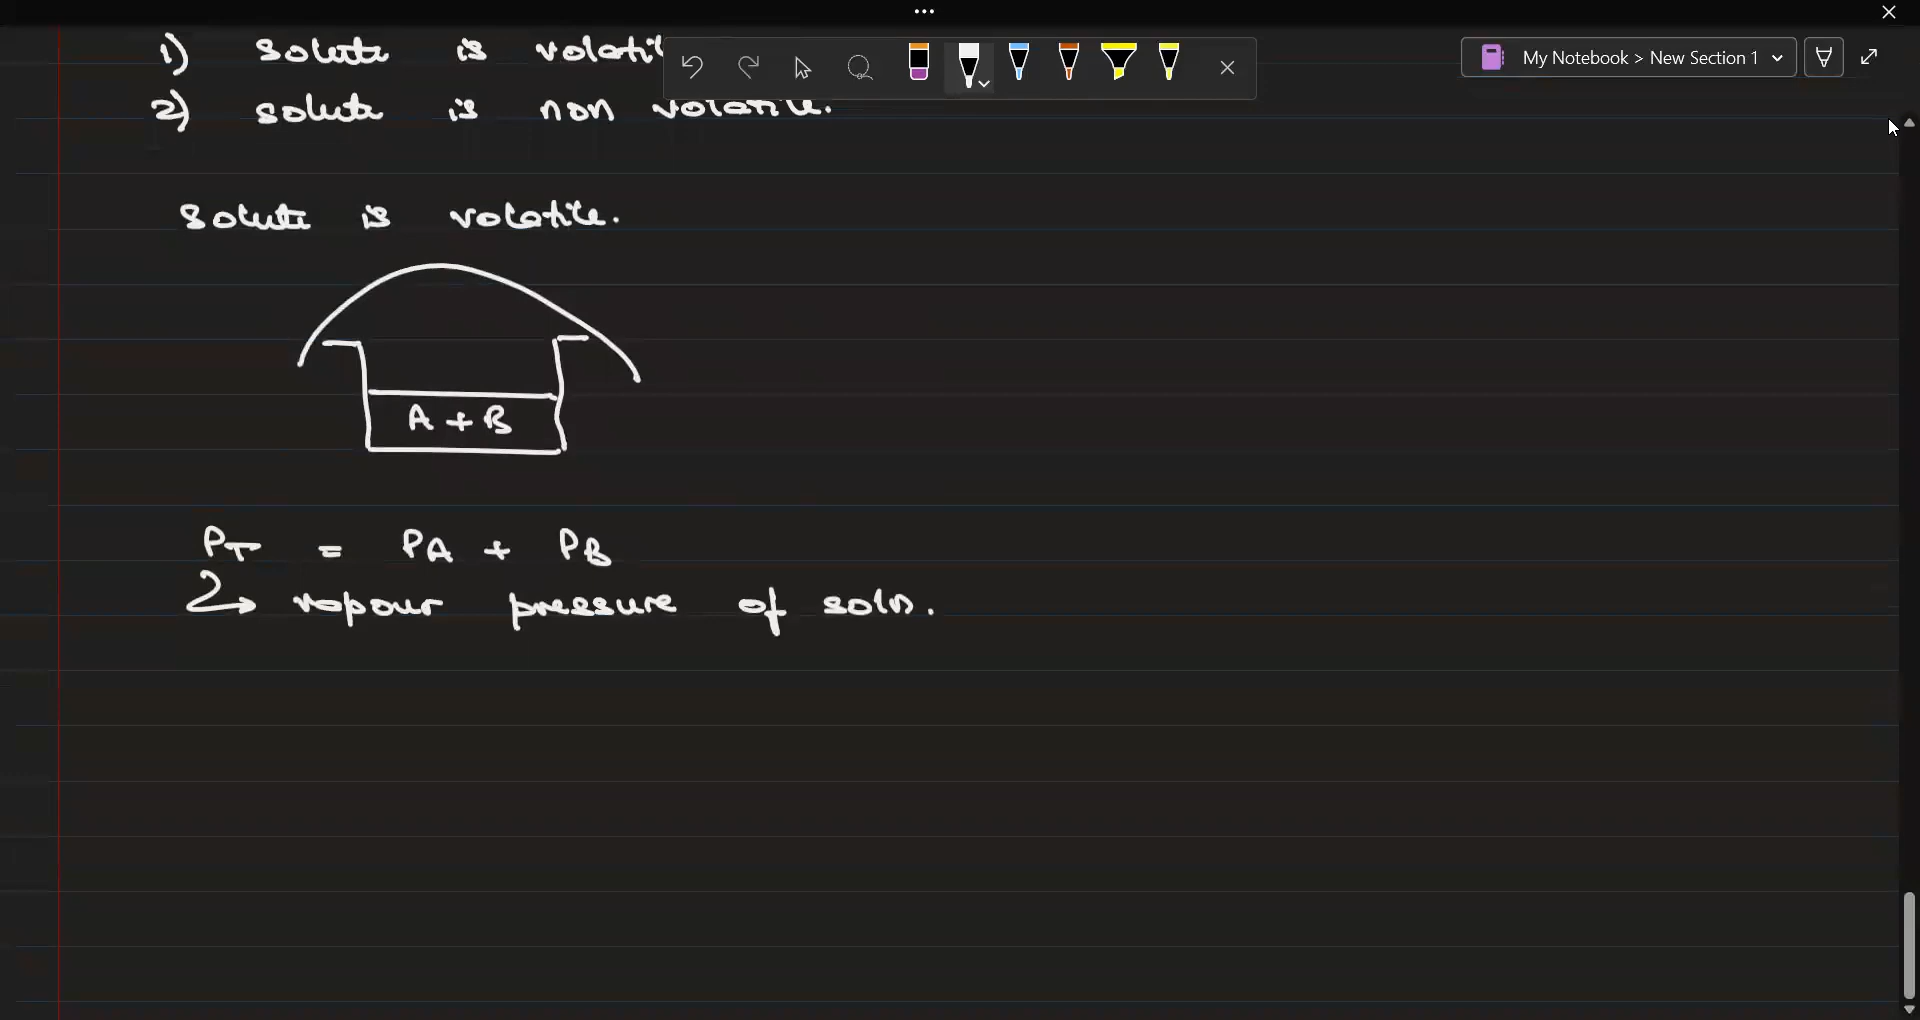 My Notebook > New Section 1
1) solute is volatil
2) solute is non volatile.
solute is volatile.
A + B
PT = PA + PB
→ vapour pressure of soln.